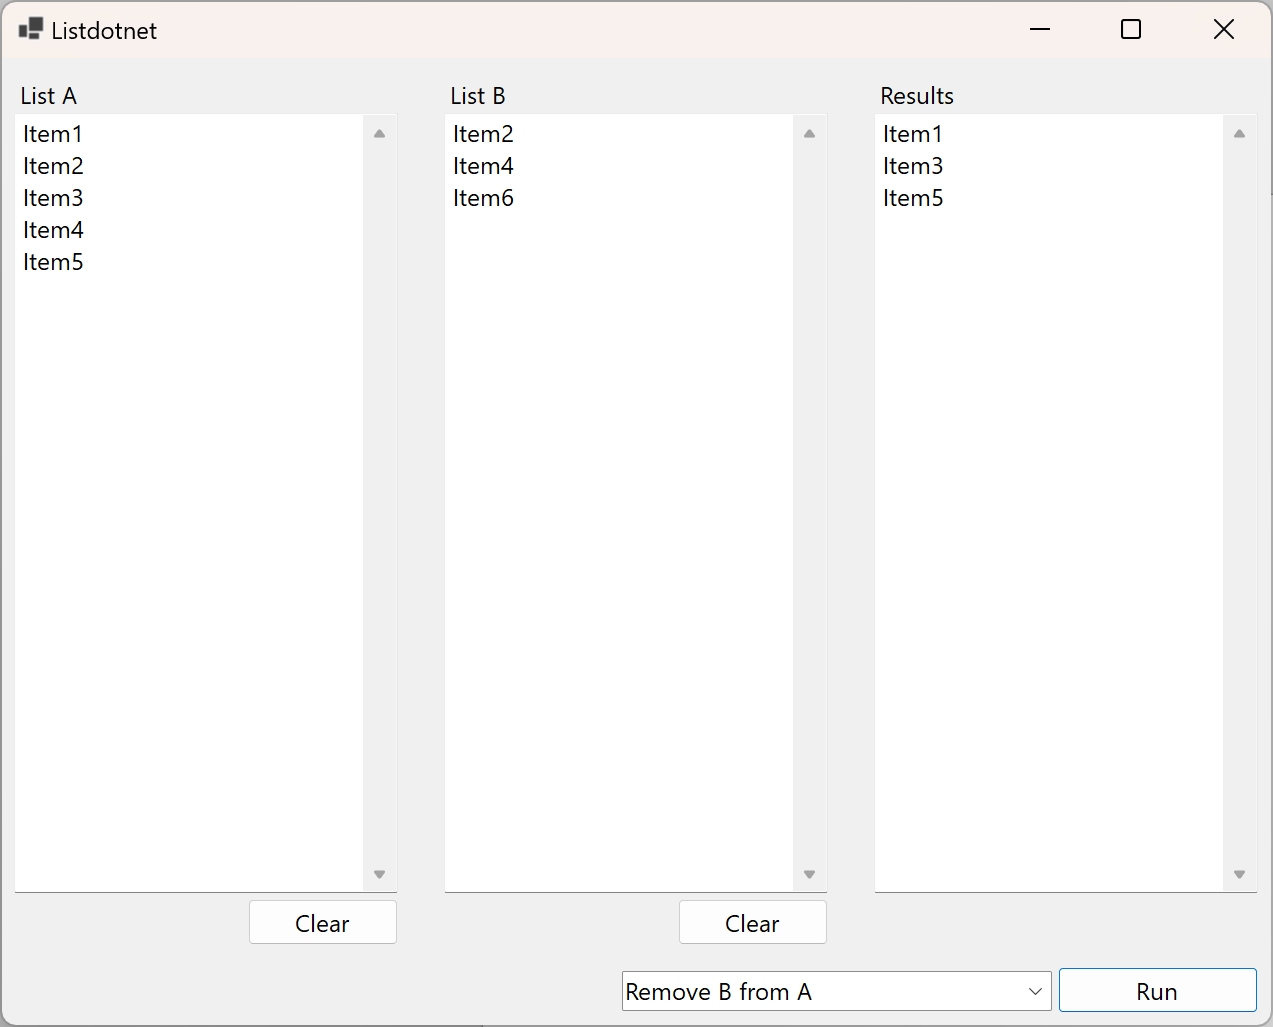 Listdotnet
List A
Item1
Item2
Item3
Item4
Item5
Clear
List B
Item2
Item4
Item6
Clear
Results
Item1
Item3
Item5
Remove B from A
Run